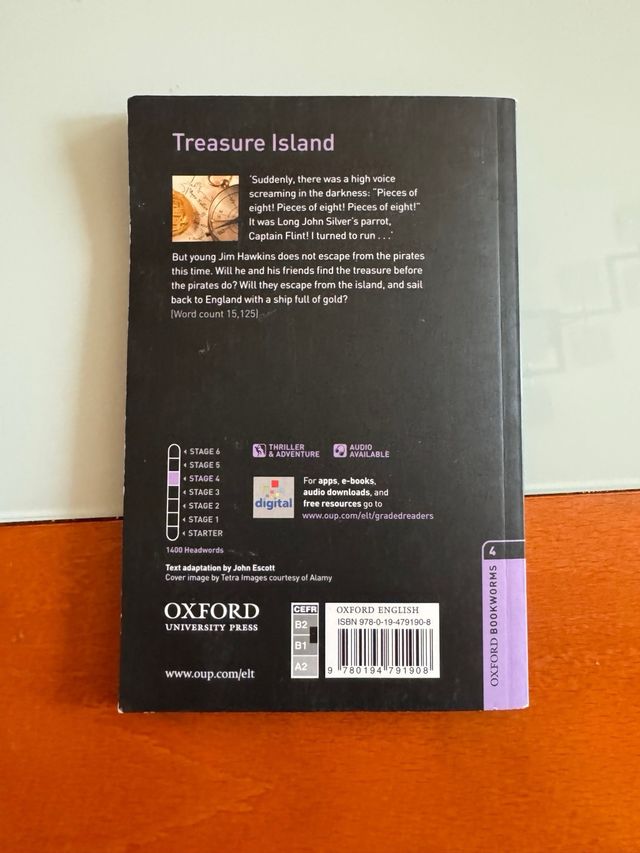 Treasure Island
‘Suddenly, there was a high voice
screaming in the darkness: “Pieces of
eight! Pieces of eight! Pieces of eight!”
It was Long John Silver’s parrot,
Captain Flint! I turned to run . . .’
But young Jim Hawkins does not escape from the pirates
this time. Will he and his friends find the treasure before
the pirates do? Will they escape from the island, and sail
back to England with a ship full of gold?
[Word count 15,125]
STAGE 6
STAGE 5
STAGE 4
STAGE 3
STAGE 2
STAGE 1
STARTER
1400 Headwords
THRILLER
& ADVENTURE
AUDIO
AVAILABLE
digital
For apps, e-books,
audio downloads, and
free resources go to
www.oup.com/elt/gradedreaders
Text adaptation by John Escott
Cover image by Tetra Images courtesy of Alamy
OXFORD
UNIVERSITY PRESS
www.oup.com/elt
CEFR
B2
B1
A2
OXFORD ENGLISH
ISBN 978-0-19-479190-8
9 780194 791908
4
OXFORD BOOKWORMS